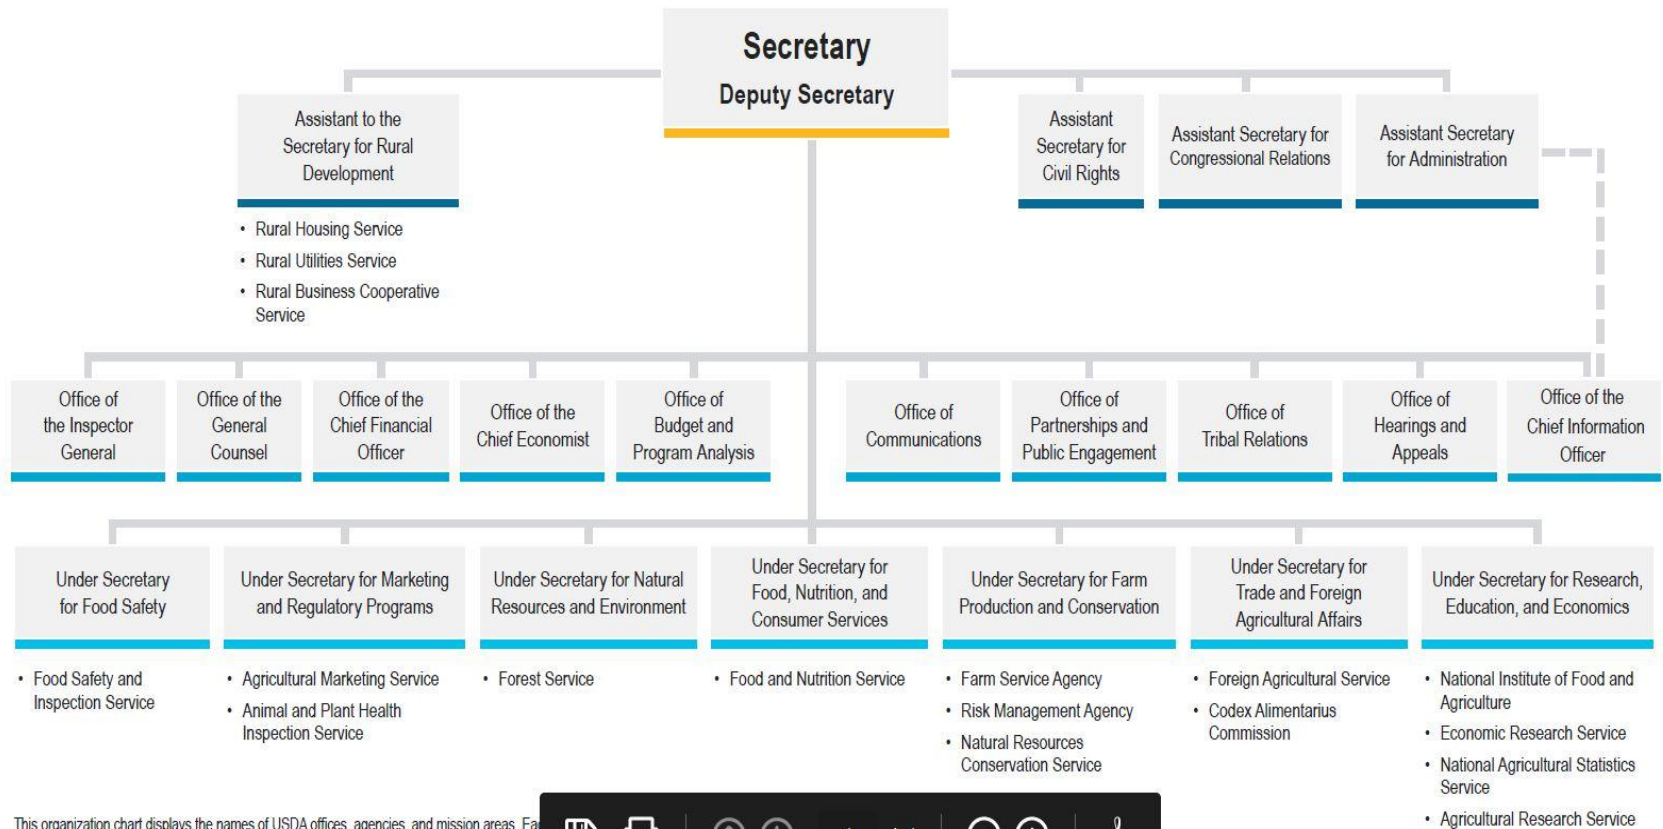 Secretary
Deputy Secretary
Assistant to the
Secretary for Rural
Development
• Rural Housing Service
• Rural Utilities Service
• Rural Business Cooperative
Service
Assistant
Secretary for
Civil Rights
Assistant Secretary for
Congressional Relations
Assistant Secretary
for Administration
Office of
the Inspector
General
Office of the
General
Counsel
Office of the
Chief Financial
Officer
Office of the
Chief Economist
Office of
Budget and
Program Analysis
Office of
Communications
Office of
Partnerships and
Public Engagement
Office of
Tribal Relations
Office of
Hearings and
Appeals
Office of the
Chief Information
Officer
Under Secretary
for Food Safety
• Food Safety and
Inspection Service
Under Secretary for Marketing
and Regulatory Programs
• Agricultural Marketing Service
• Animal and Plant Health
Inspection Service
Under Secretary for Natural
Resources and Environment
• Forest Service
Under Secretary for
Food, Nutrition, and
Consumer Services
• Food and Nutrition Service
Under Secretary for Farm
Production and Conservation
• Farm Service Agency
• Risk Management Agency
• Natural Resources
Conservation Service
Under Secretary for
Trade and Foreign
Agricultural Affairs
• Foreign Agricultural Service
• Codex Alimentarius
Commission
Under Secretary for Research,
Education, and Economics
• National Institute of Food and
Agriculture
• Economic Research Service
• National Agricultural Statistics
Service
• Agricultural Research Service
This organization chart displays the names of USDA offices, agencies, and mission areas.